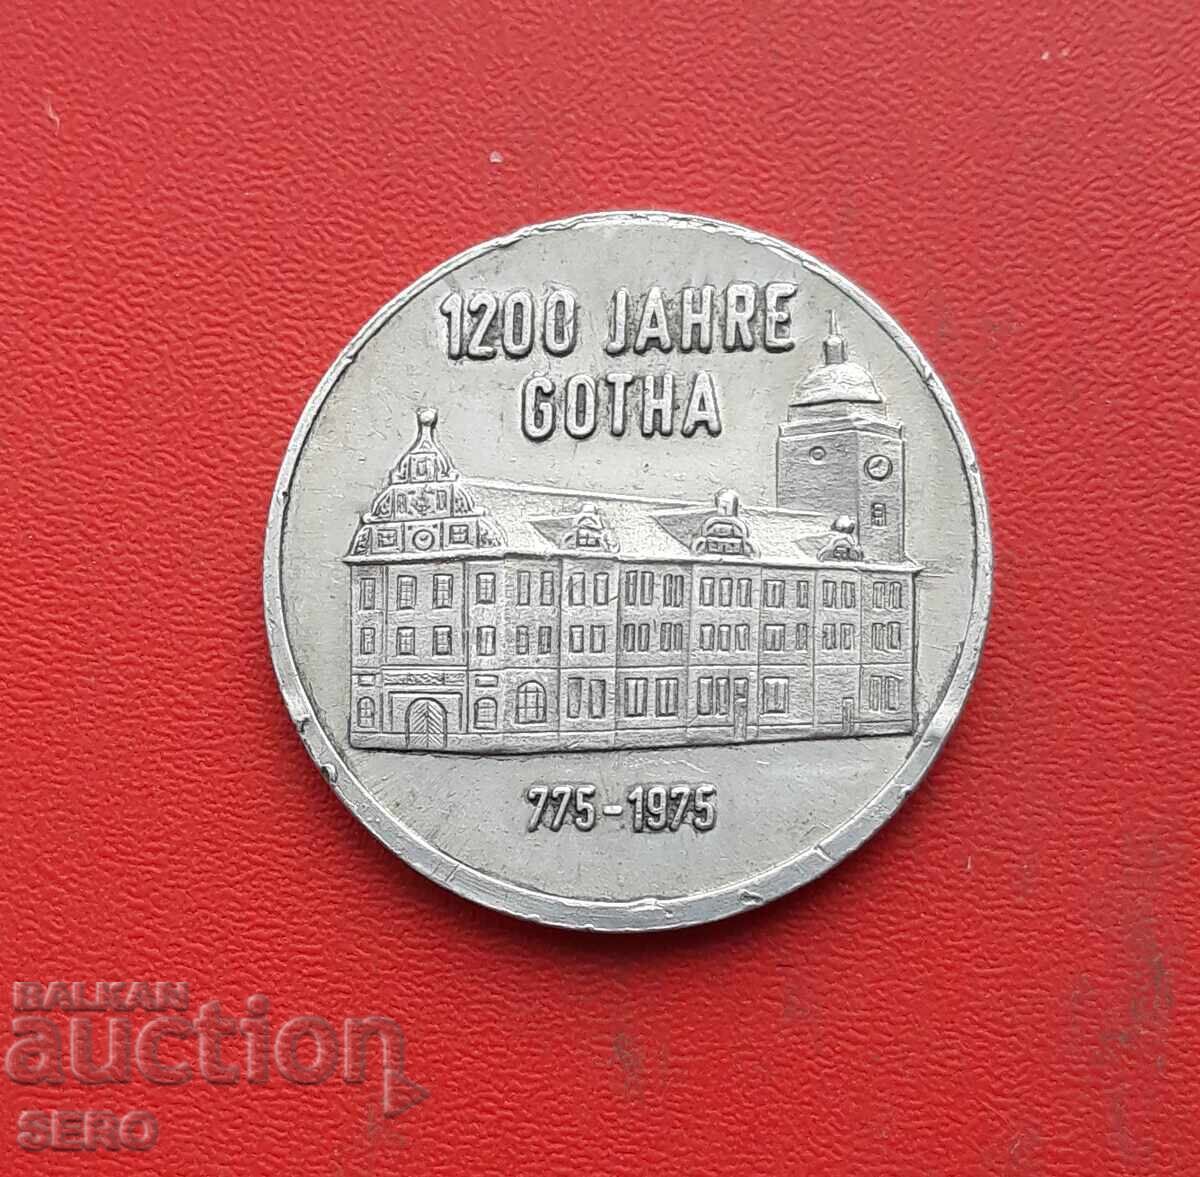 1200 JAHRE
GOTHA
775-1975
BALKAN
auction
SERO